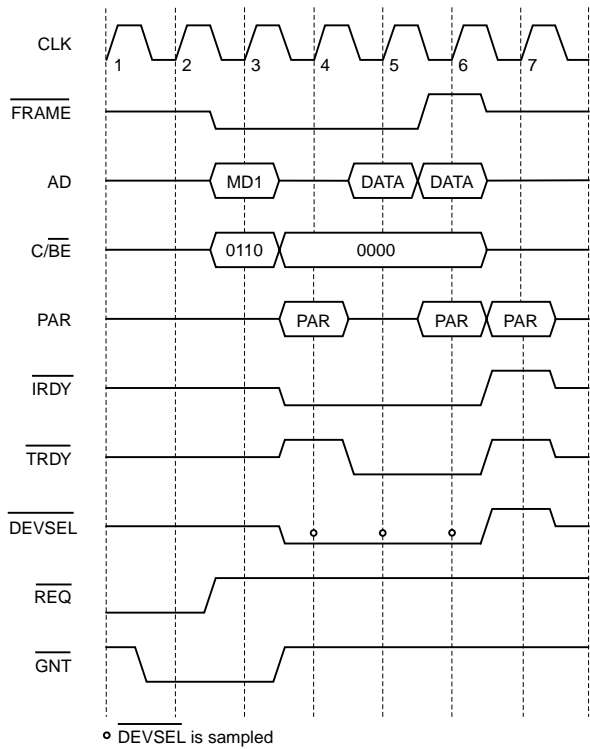 CLK
1 2 3 4 5 6 7
FRAME
AD MD1 DATA DATA
C/BE 0110 0000
PAR PAR PAR PAR
IRDY
TRDY
DEVSEL
REQ
GNT
DEVSEL is sampled